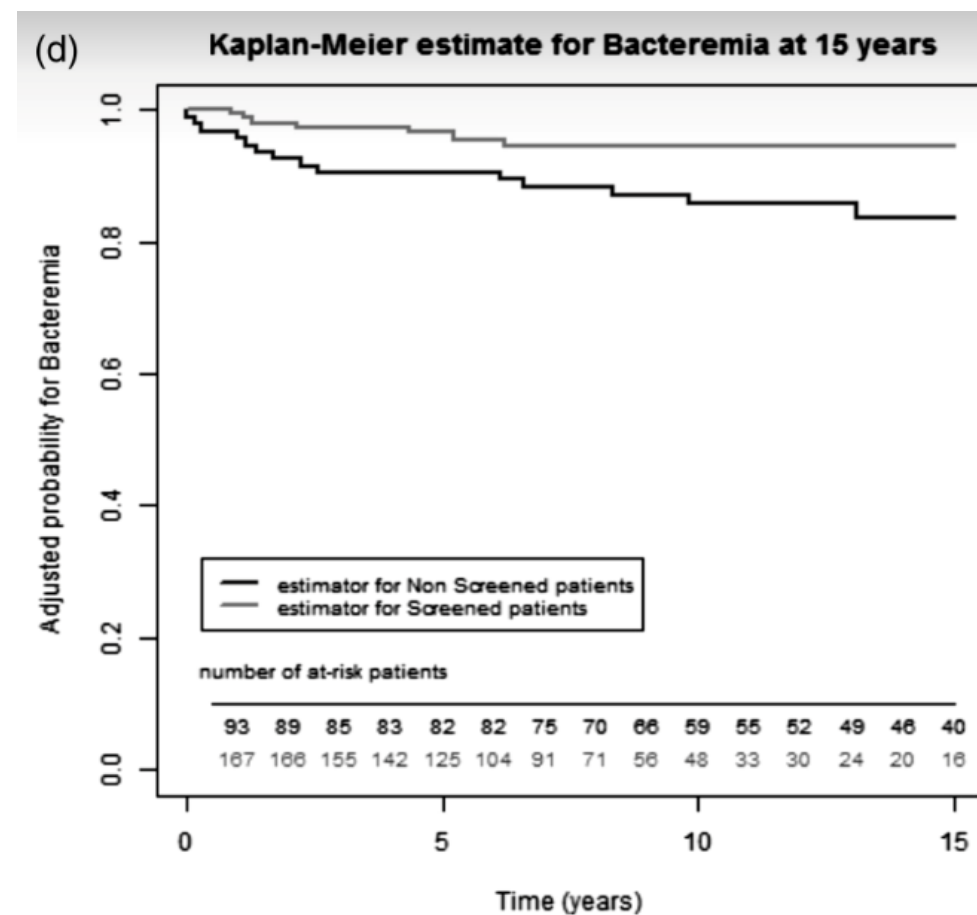 (d)
Kaplan-Meier estimate for Bacteremia at 15 years
Adjusted probability for Bacteremia
1.0
0.8
0.6
0.4
0.2
0.0
estimator for Non Screened patients
estimator for Screened patients
number of at-risk patients
93 89 85 83 82 82 75 70 66 59 55 52 49 46 40
167 166 155 142 125 104 91 71 56 48 33 30 24 20 16
0 5 10 15
Time (years)